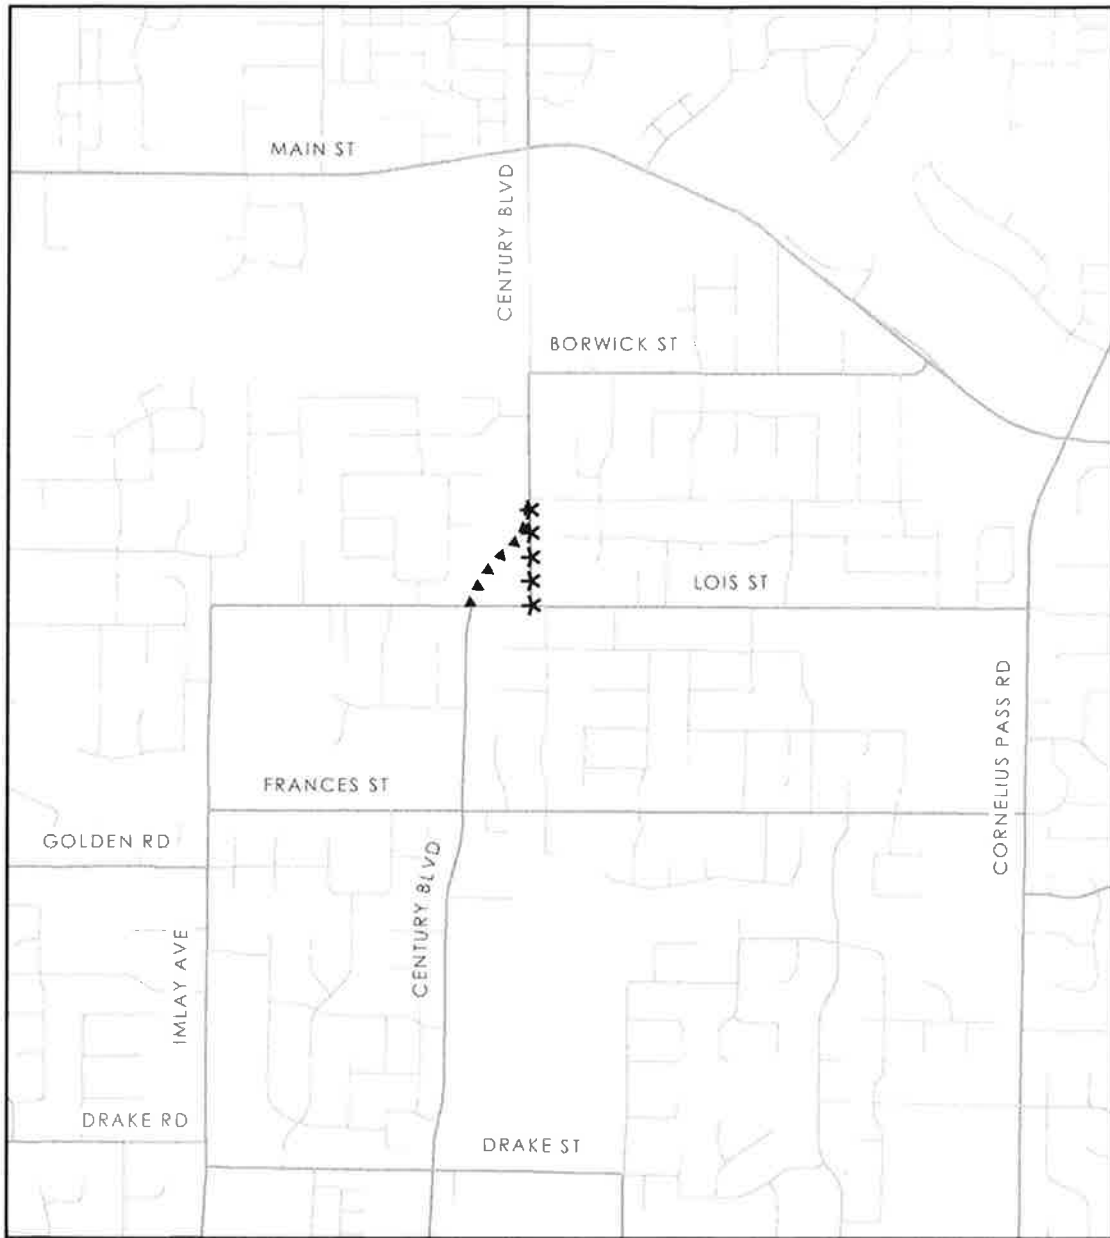 MAIN ST
CENTURY BLVD
BORWICK ST
LOIS ST
CORNELIUS PASS RD
FRANCES ST
GOLDEN RD
CENTURY BLVD
IMLAY AVE
DRAKE RD
DRAKE ST